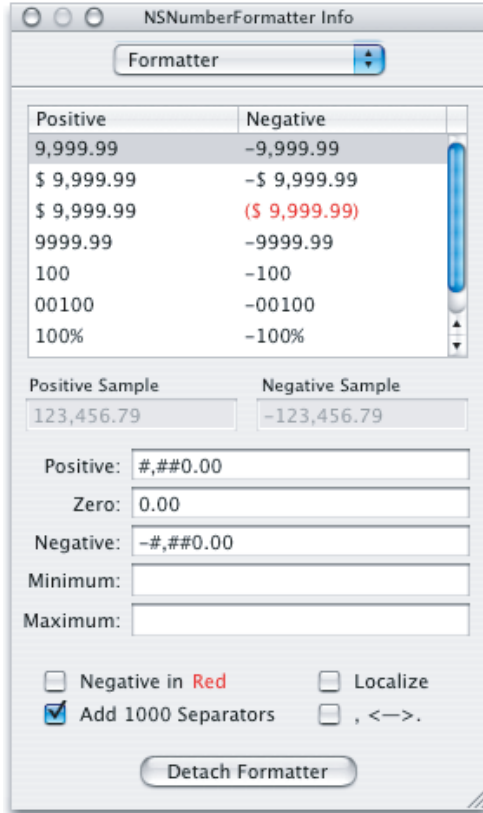 NSNumberFormatter Info
Formatter
Positive Negative
9,999.99 -9,999.99
$ 9,999.99 -$ 9,999.99
$ 9,999.99 ($ 9,999.99)
9999.99 -9999.99
100 -100
00100 -00100
100% -100%
Positive Sample Negative Sample
123,456.79 -123,456.79
Positive: #,##0.00
Zero: 0.00
Negative: -#,##0.00
Minimum:
Maximum:
Negative in Red Localize
Add 1000 Separators , <—>.
Detach Formatter